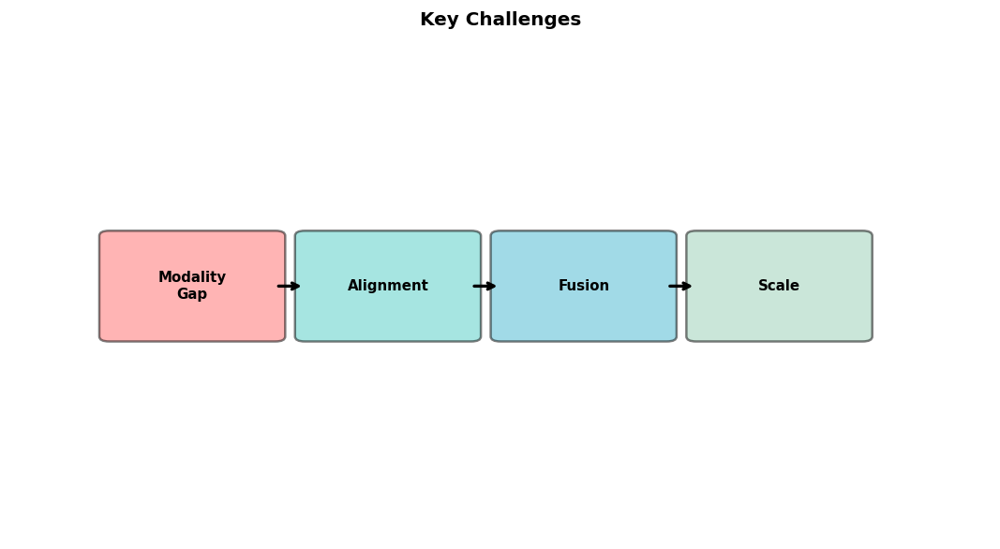 Key Challenges
Modality
Gap
Alignment
Fusion
Scale